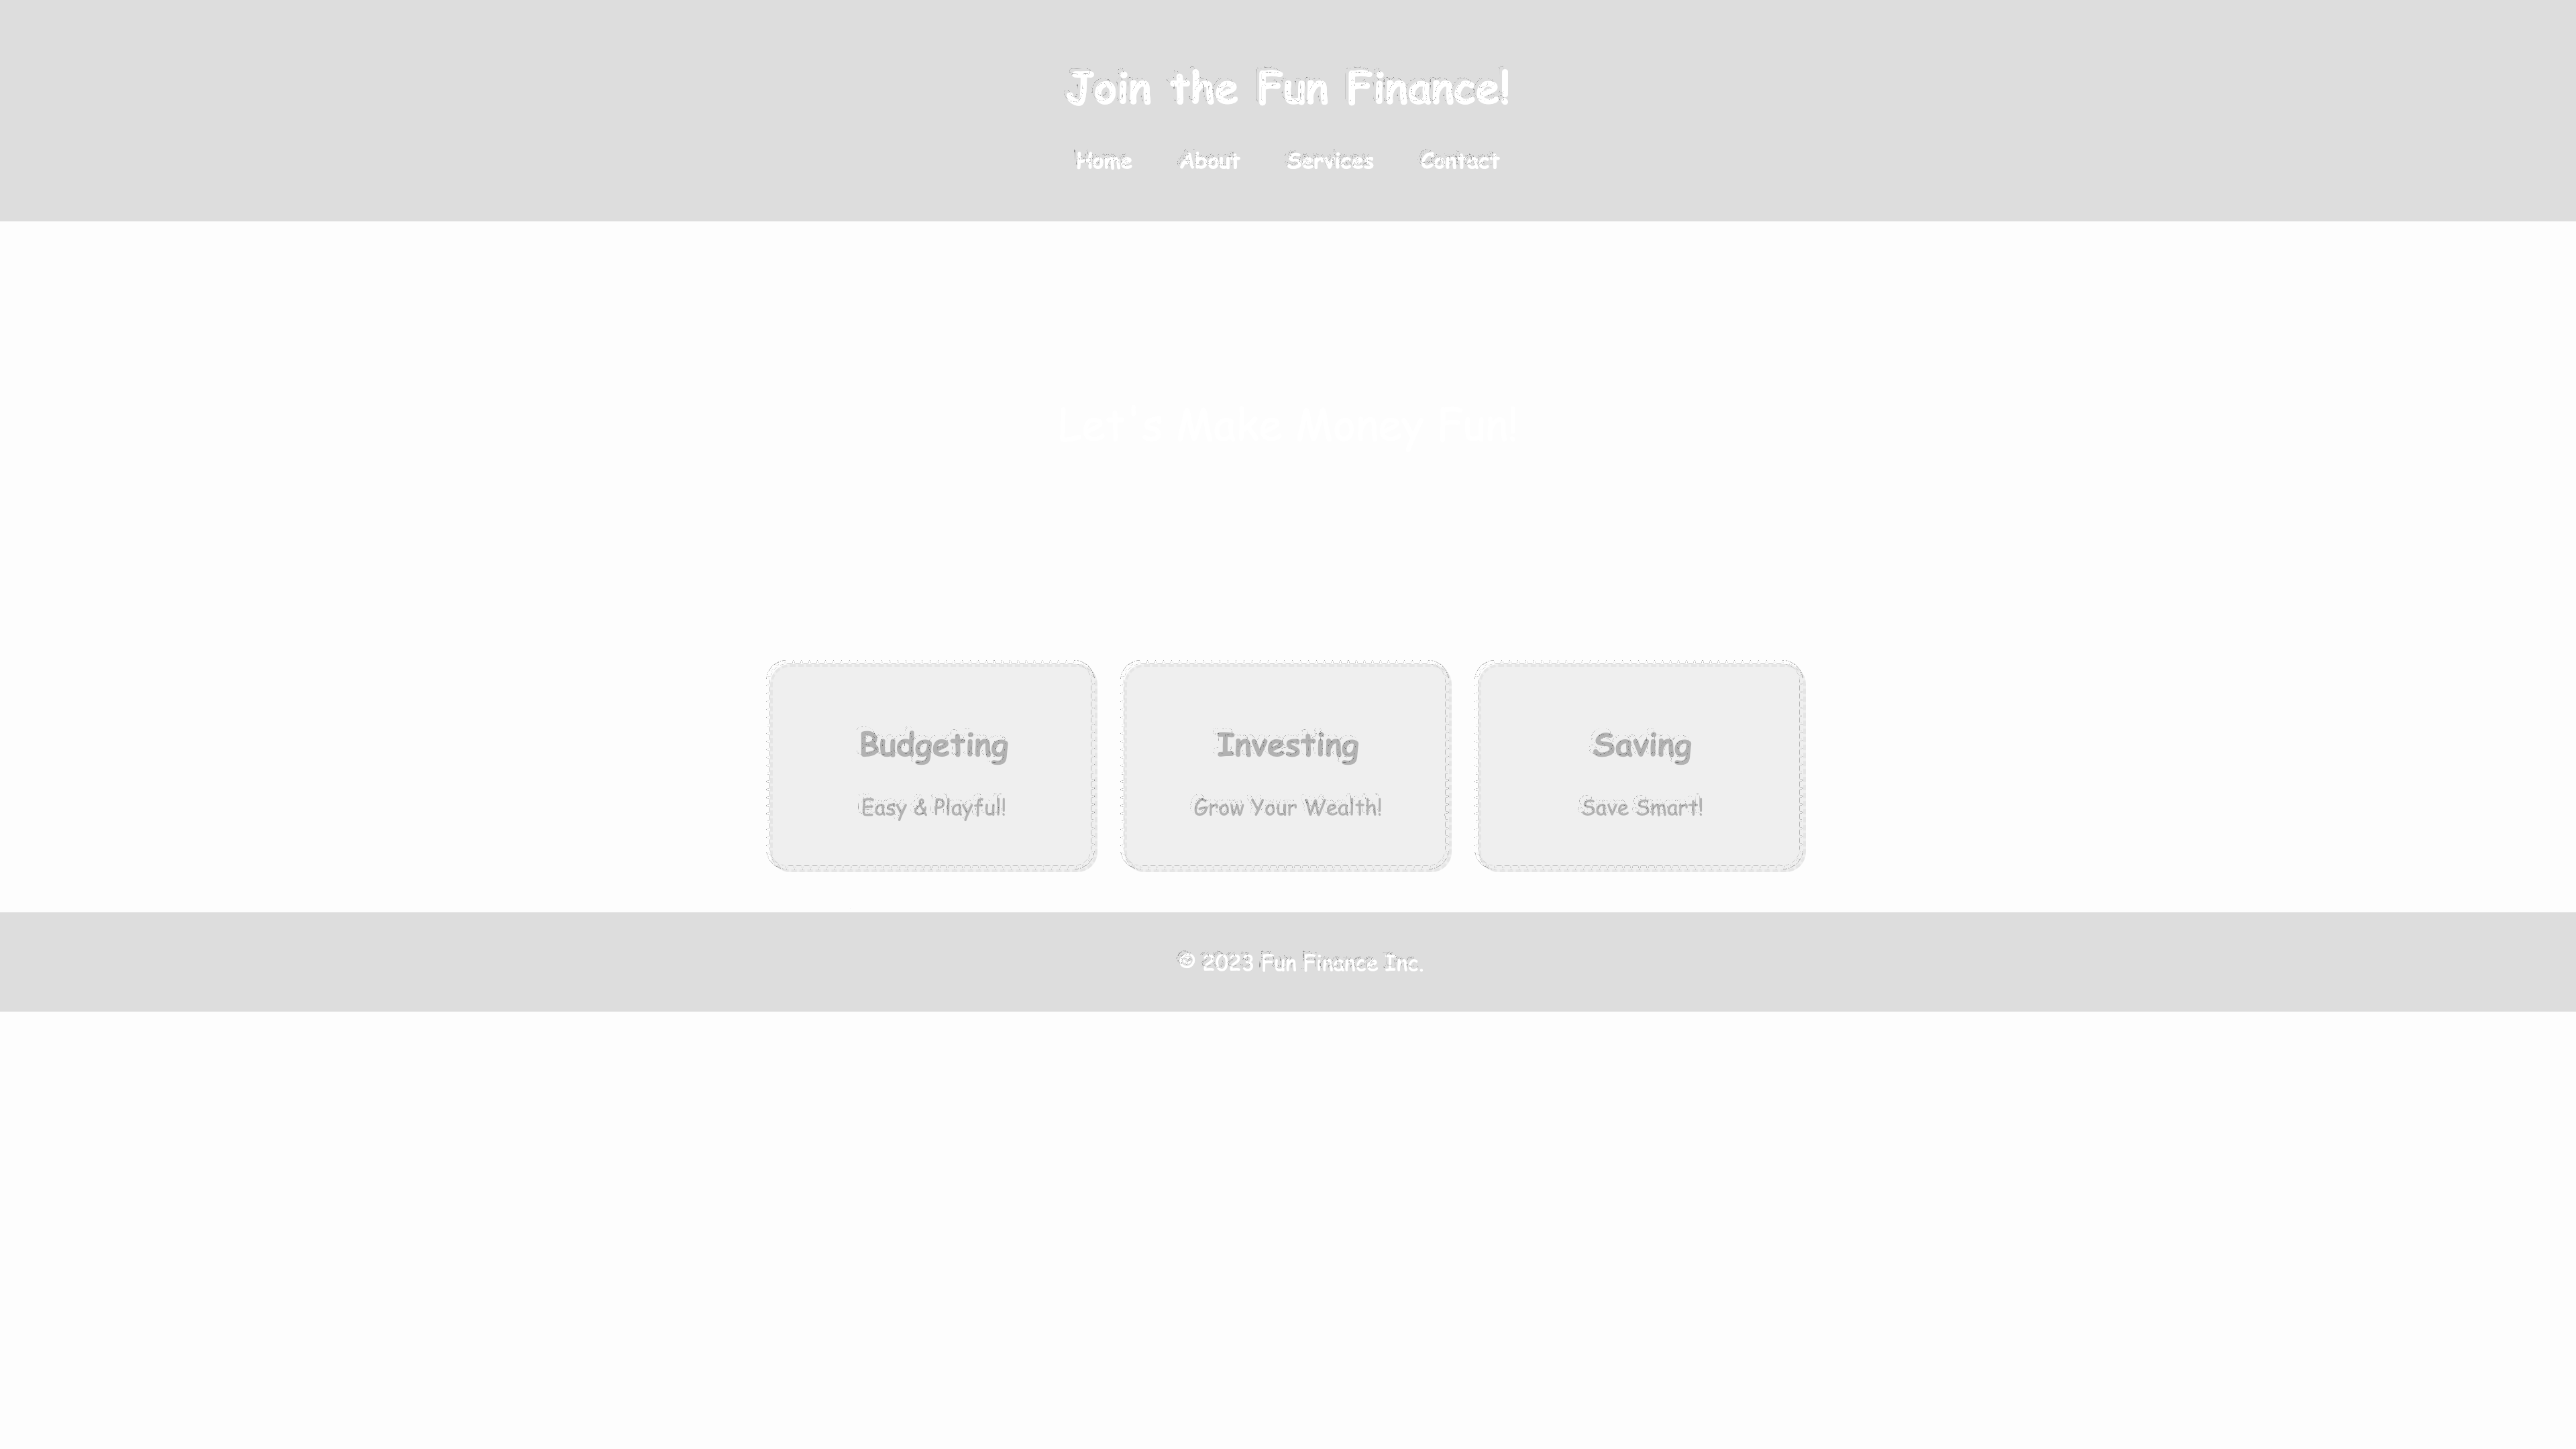 Join the Fun Finance!
Home About Services Contact
Let's Make Money Fun!
Budgeting Investing Saving
Easy & Playful! Grow Your Wealth! Save Smart!
© 2023 Fun Finance Inc.